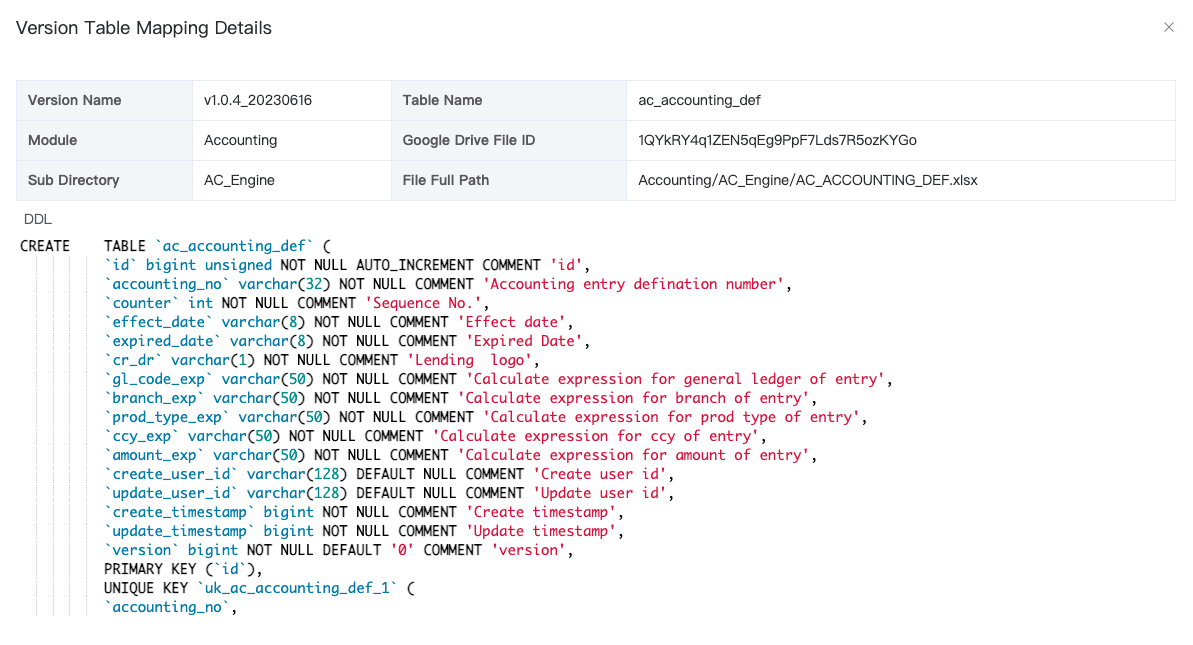 Version Table Mapping Details
Version Name v1.0.4_20230616 Table Name ac_accounting_def
Module Accounting Google Drive File ID 1QYkRY4q1ZEN5qEg9PpF7Lds7R5ozKYGo
Sub Directory AC_Engine File Full Path Accounting/AC_Engine/AC_ACCOUNTING_DEF.xlsx
DDL
CREATE TABLE `ac_accounting_def` (
`id` bigint unsigned NOT NULL AUTO_INCREMENT COMMENT 'id',
`accounting_no` varchar(32) NOT NULL COMMENT 'Accounting entry defination number',
`counter` int NOT NULL COMMENT 'Sequence No.',
`effect_date` varchar(8) NOT NULL COMMENT 'Effect date',
`expired_date` varchar(8) NOT NULL COMMENT 'Expired Date',
`cr_dr` varchar(1) NOT NULL COMMENT 'Lending  logo',
`gl_code_exp` varchar(50) NOT NULL COMMENT 'Calculate expression for general ledger of entry',
`branch_exp` varchar(50) NOT NULL COMMENT 'Calculate expression for branch of entry',
`prod_type_exp` varchar(50) NOT NULL COMMENT 'Calculate expression for prod type of entry',
`ccy_exp` varchar(50) NOT NULL COMMENT 'Calculate expression for ccy of entry',
`amount_exp` varchar(50) NOT NULL COMMENT 'Calculate expression for amount of entry',
`create_user_id` varchar(128) DEFAULT NULL COMMENT 'Create user id',
`update_user_id` varchar(128) DEFAULT NULL COMMENT 'Update user id',
`create_timestamp` bigint NOT NULL COMMENT 'Create timestamp',
`update_timestamp` bigint NOT NULL COMMENT 'Update timestamp',
`version` bigint NOT NULL DEFAULT '0' COMMENT 'version',
PRIMARY KEY (`id`),
UNIQUE KEY `uk_ac_accounting_def_1` (
`accounting_no`,